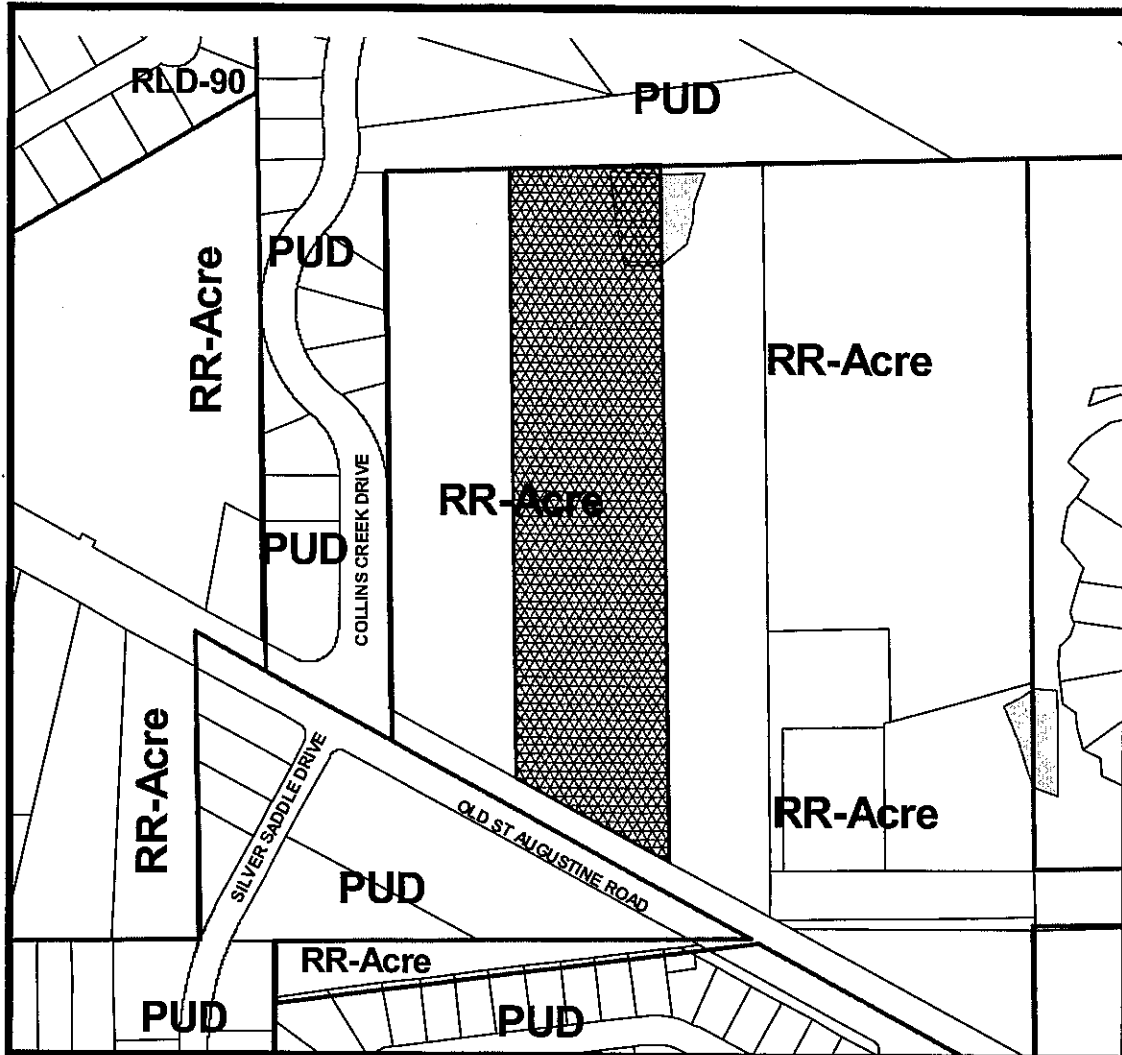 RLD-90
PUD
PUD
RR-Acre
RR-Acre
COLLINS CREEK DRIVE
RR-Acre
PUD
RR-Acre
SILVER SADDLE DRIVE
OLD ST AUGUSTINE ROAD
RR-Acre
PUD
RR-Acre
PUD
PUD